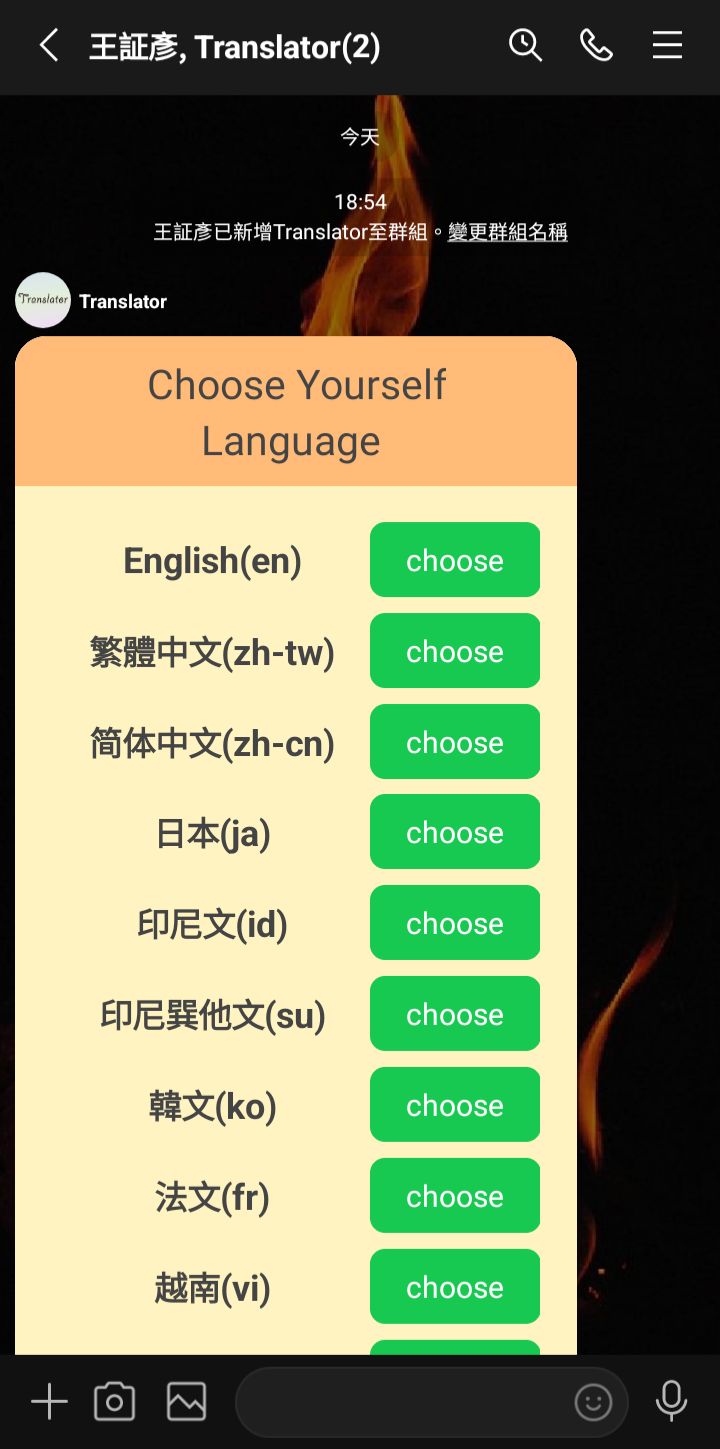 王証彥, Translator(2)
今天
18:54
王証彥已新增Translator至群組。變更群組名稱
Translator
Translator
Choose Yourself
Language
English(en) choose
繁體中文(zh-tw) choose
简体中文(zh-cn) choose
日本(ja) choose
印尼文(id) choose
印尼巽他文(su) choose
韓文(ko) choose
法文(fr) choose
越南(vi) choose